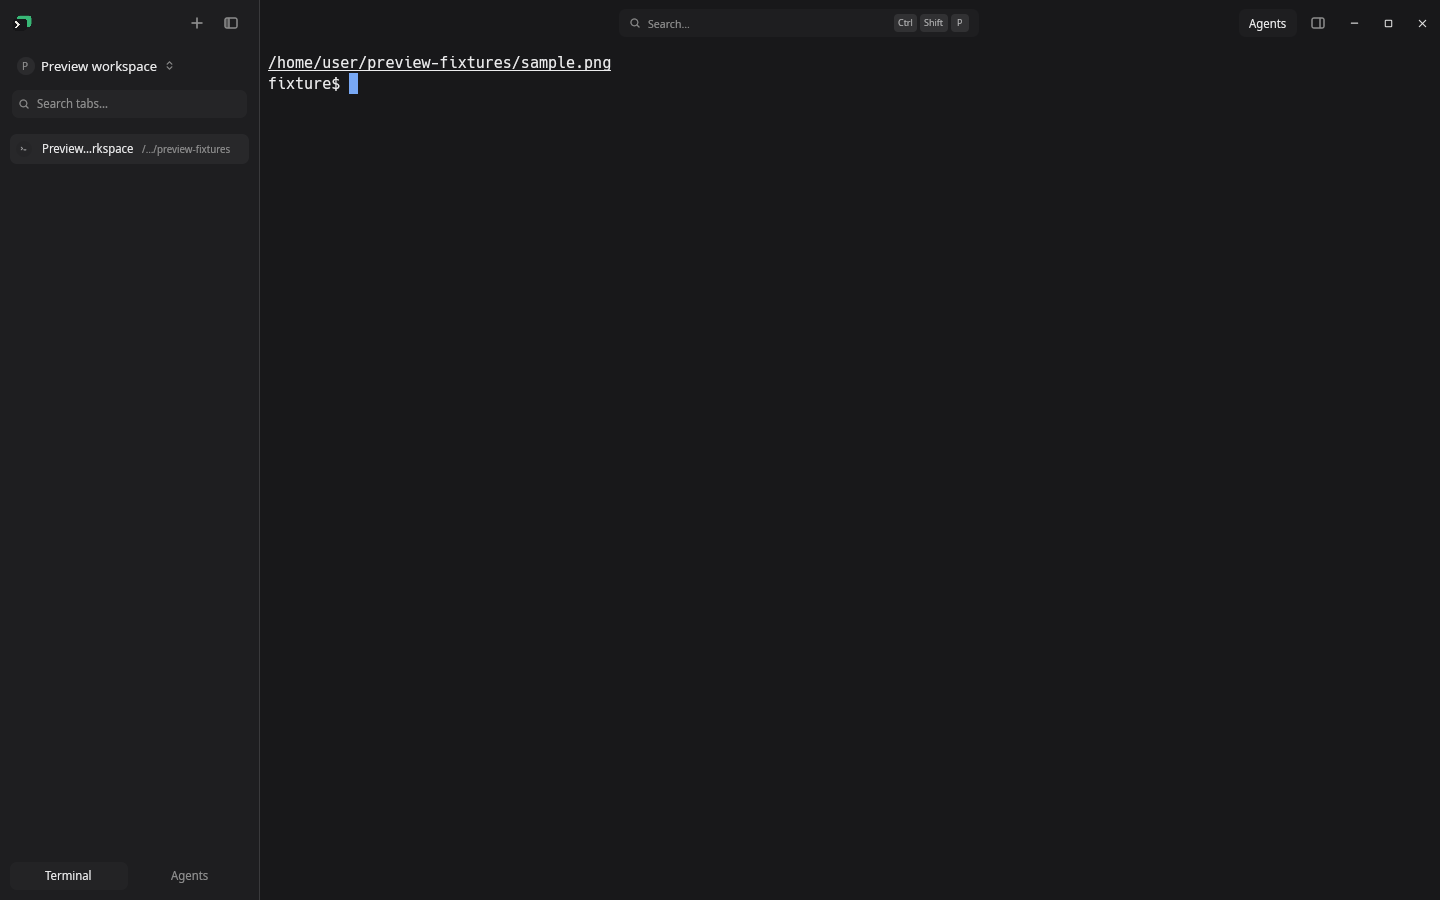 Search...
Ctrl Shift P
Agents
P Preview workspace
Search tabs...
Preview...rkspace /.../preview-fixtures
/home/user/preview-fixtures/sample.png
fixture$
Terminal
Agents